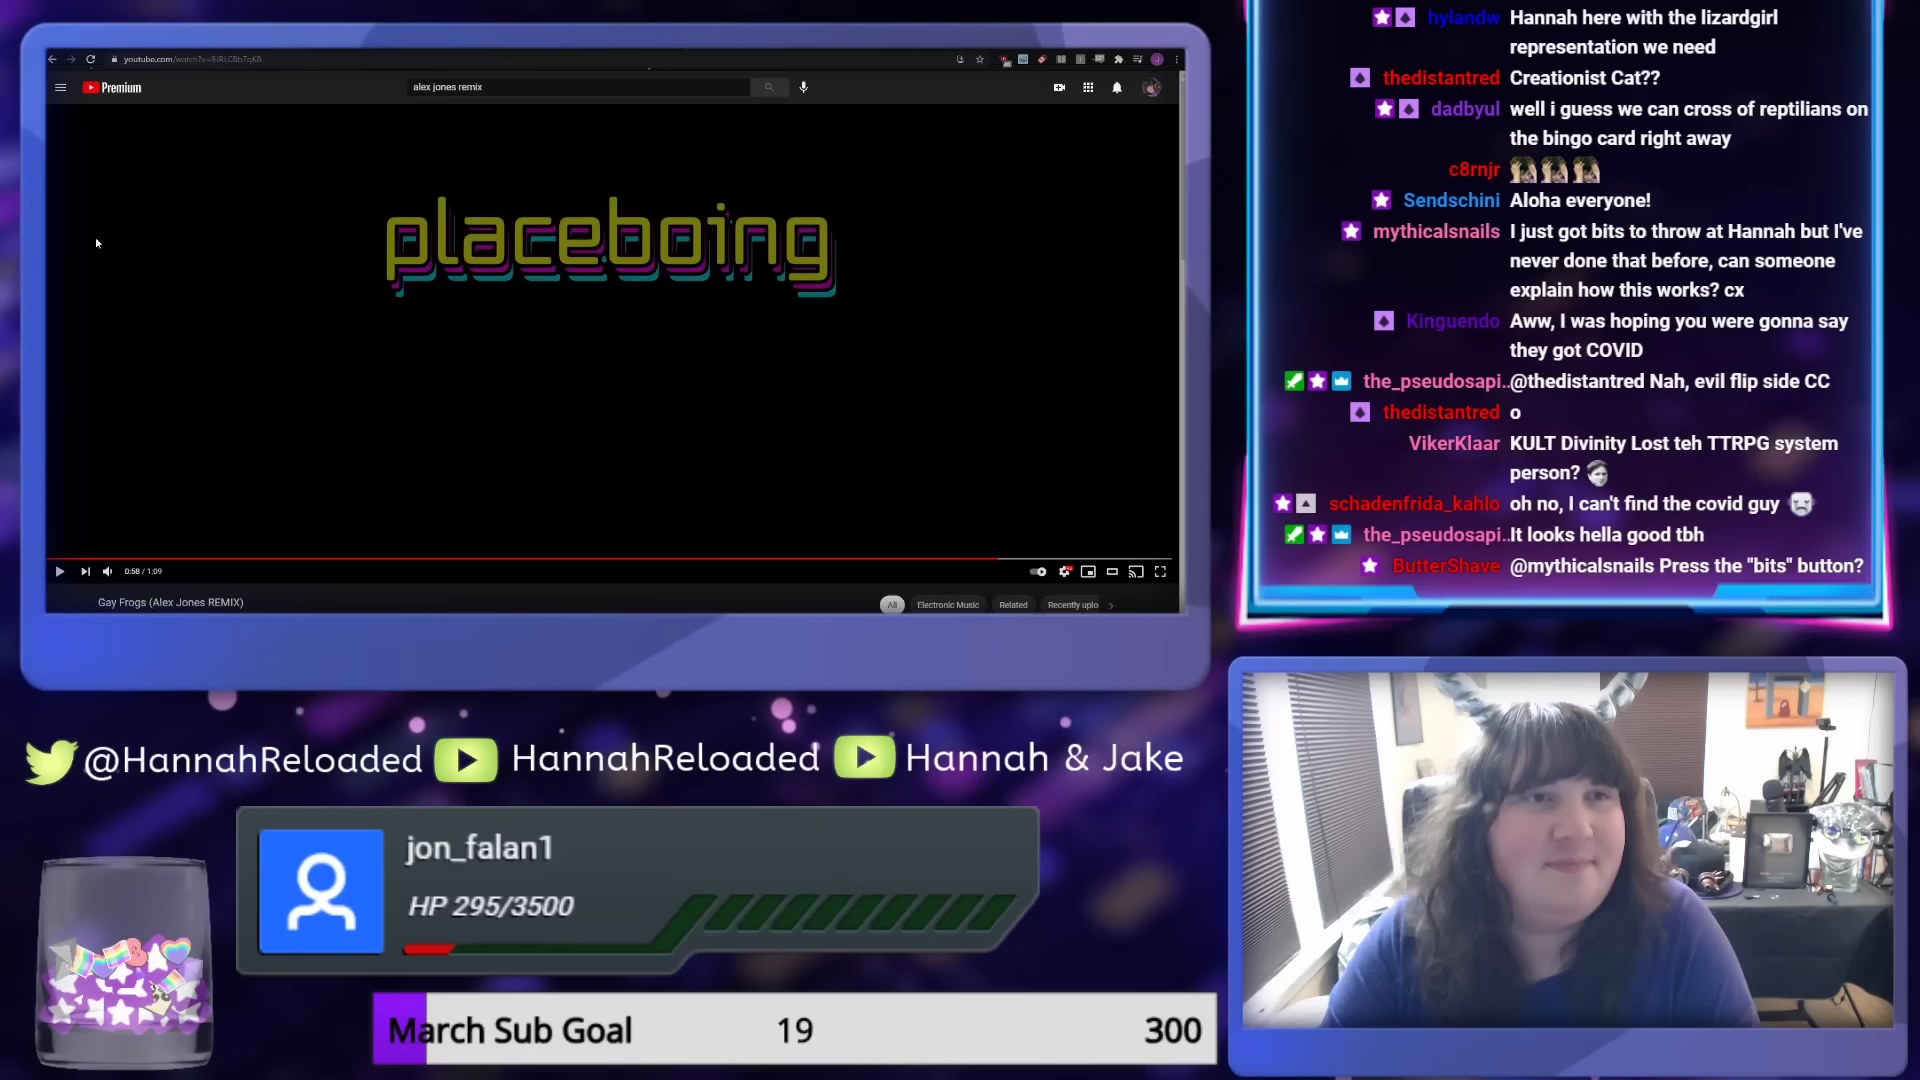 youtube.com/watch?v=9JRLCBb7qK8
Premium
alex jones remix
placeboing
0:58 / 1:09
Gay Frogs (Alex Jones REMIX)
All
Electronic Music
Related
Recently uplo
hylandw Hannah here with the lizardgirl
representation we need
thedistantred Creationist Cat??
dadbyul well i guess we can cross of reptilians on
the bingo card right away
c8rnjr
Sendschini Aloha everyone!
mythicalsnails I just got bits to throw at Hannah but I've
never done that before, can someone
explain how this works? cx
Kinguendo Aww, I was hoping you were gonna say
they got COVID
the_pseudosapi.. @thedistantred Nah, evil flip side CC
thedistantred o
VikerKlaar KULT Divinity Lost teh TTRPG system
person?
schadenfrida_kahlo oh no, I can't find the covid guy
the_pseudosapi.. It looks hella good tbh
ButterShave @mythicalsnails Press the "bits" button?
@HannahReloaded
HannahReloaded
Hannah & Jake
jon_falan1
HP 295/3500
March Sub Goal 19 300